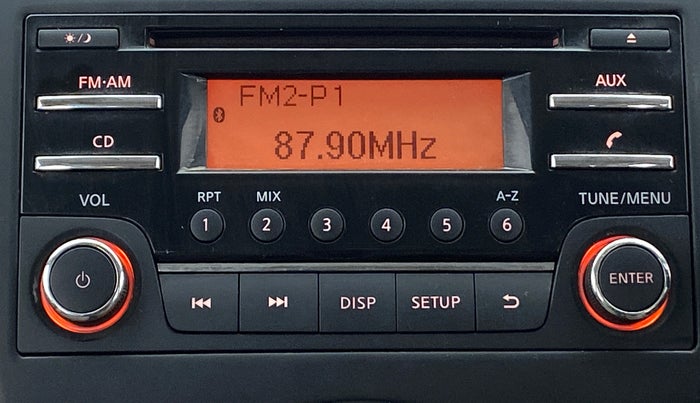 FM·AM
FM2-P1
AUX
CD
87.90MHz
VOL
RPT MIX A-Z
TUNE/MENU
1 2 3 4 5 6
ENTER
DISP SETUP